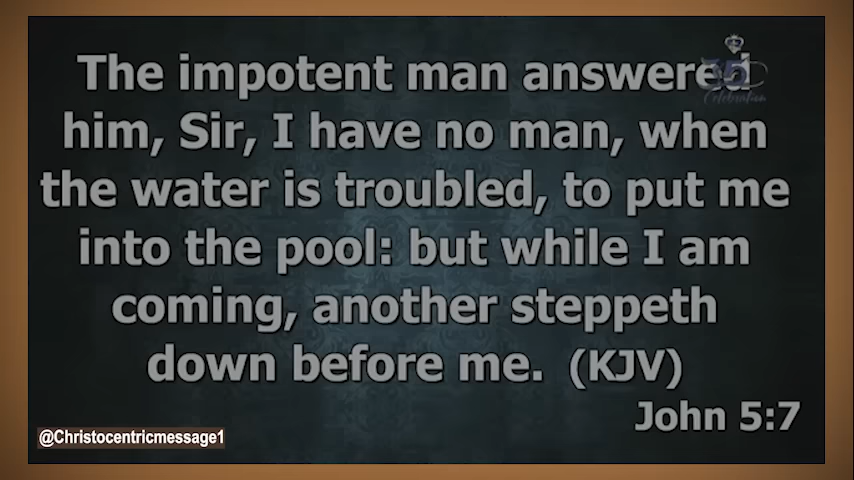 The impotent man answered
him, Sir, I have no man, when
the water is troubled, to put me
into the pool: but while I am
coming, another steppeth
down before me. (KJV)
John 5:7
@Christocentricmessage1
Celebration